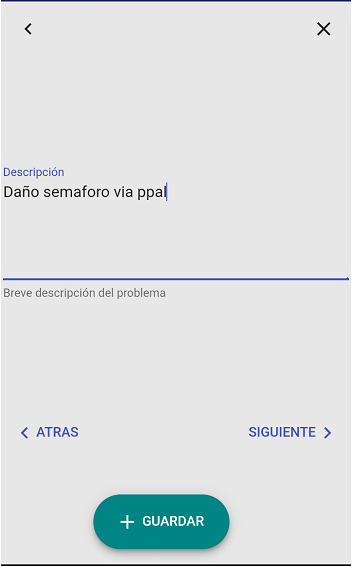 Descripción
Daño semaforo via ppal
Breve descripción del problema
ATRAS
SIGUIENTE
GUARDAR